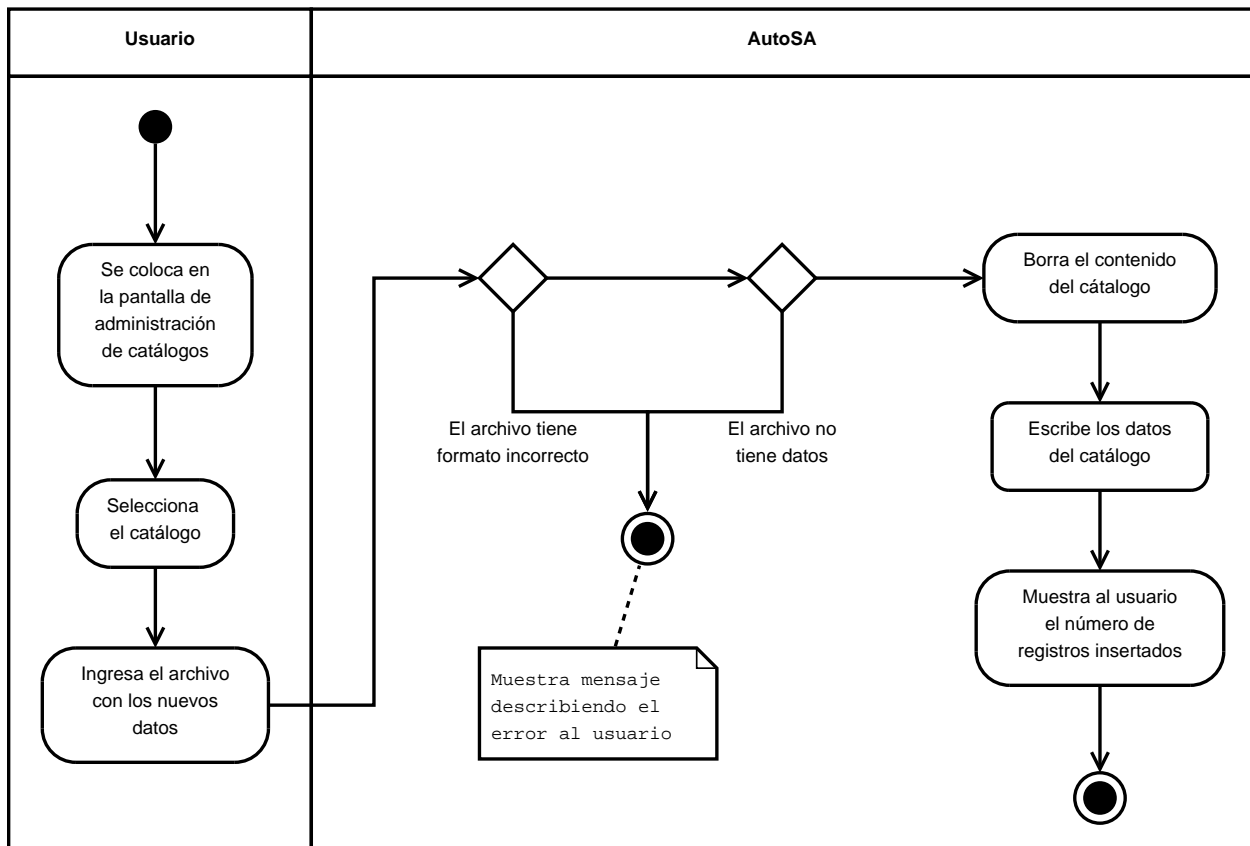 Usuario
AutoSA
Se coloca en
la pantalla de
administración
de catálogos
Selecciona
el catálogo
Ingresa el archivo
con los nuevos
datos
El archivo tiene
formato incorrecto
El archivo no
tiene datos
Muestra mensaje
describiendo el
error al usuario
Borra el contenido
del cátalogo
Escribe los datos
del catálogo
Muestra al usuario
el número de
registros insertados